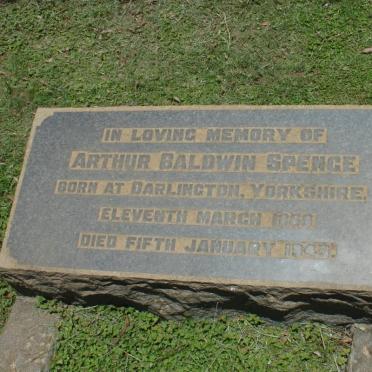 IN LOVING MEMORY OF
ARTHUR BALDWIN SPENCE
BORN AT DARLINGTON, YORKSHIRE,
ELEVENTH MARCH
DIED FIFTH JANUARY